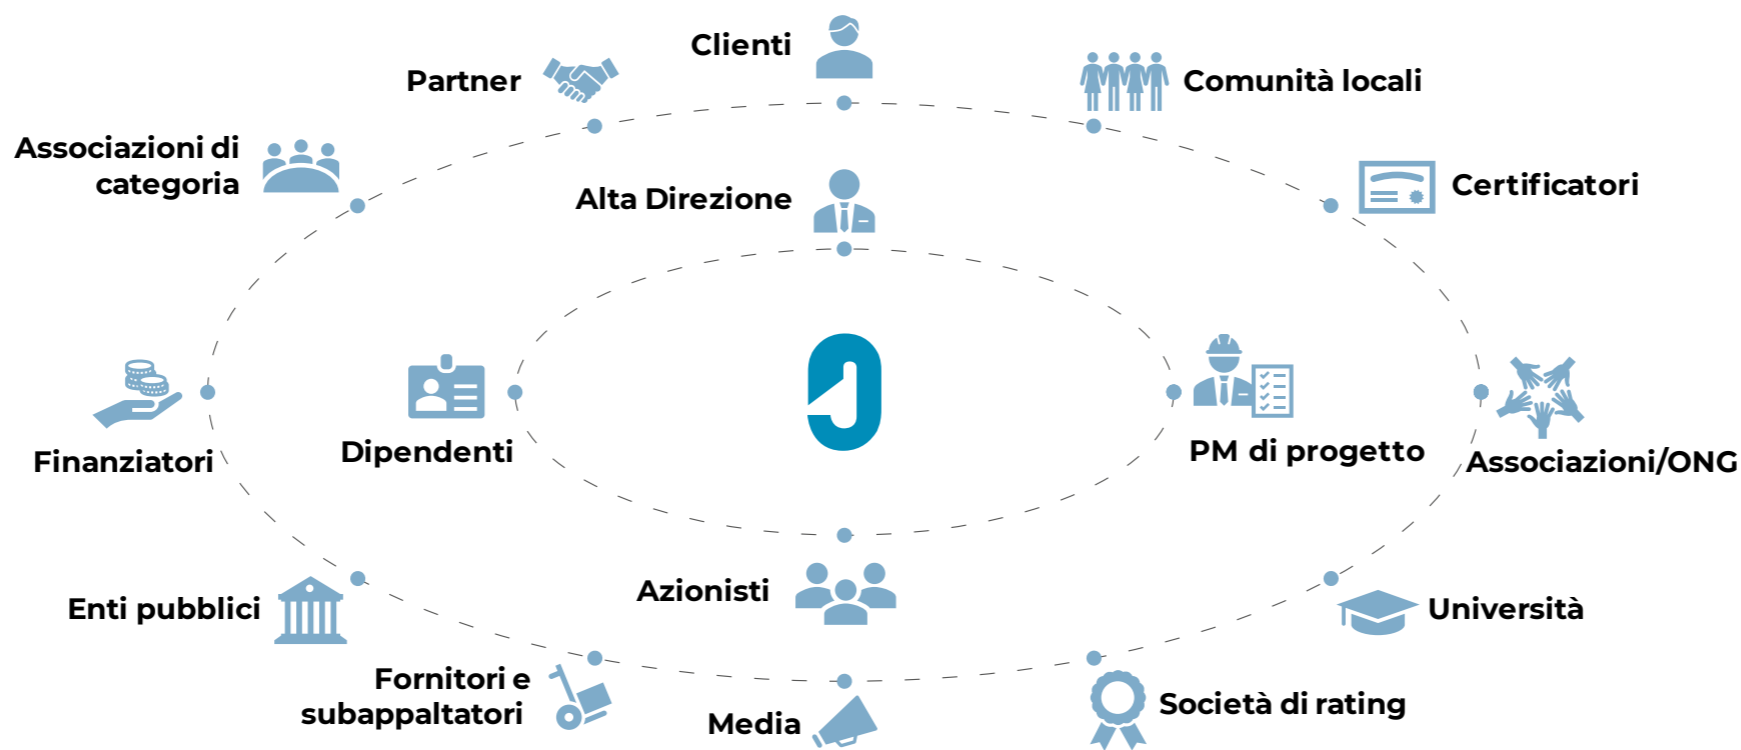 Clienti
Partner
Comunità locali
Associazioni di
categoria
Certificatori
Alta Direzione
Finanziatori
Dipendenti
PM di progetto
Associazioni/ONG
Azionisti
Enti pubblici
Università
Fornitori e
subappaltatori
Media
Società di rating